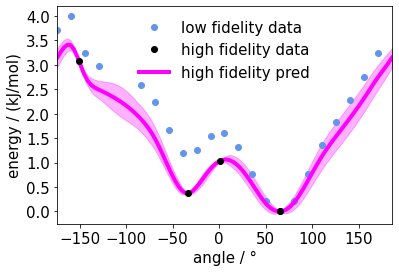 4.0
3.5
3.0
2.5
2.0
1.5
1.0
0.5
0.0
energy / (kJ/mol)
low fidelity data
high fidelity data
high fidelity pred
−150 −100 −50 0 50 100 150
angle / °